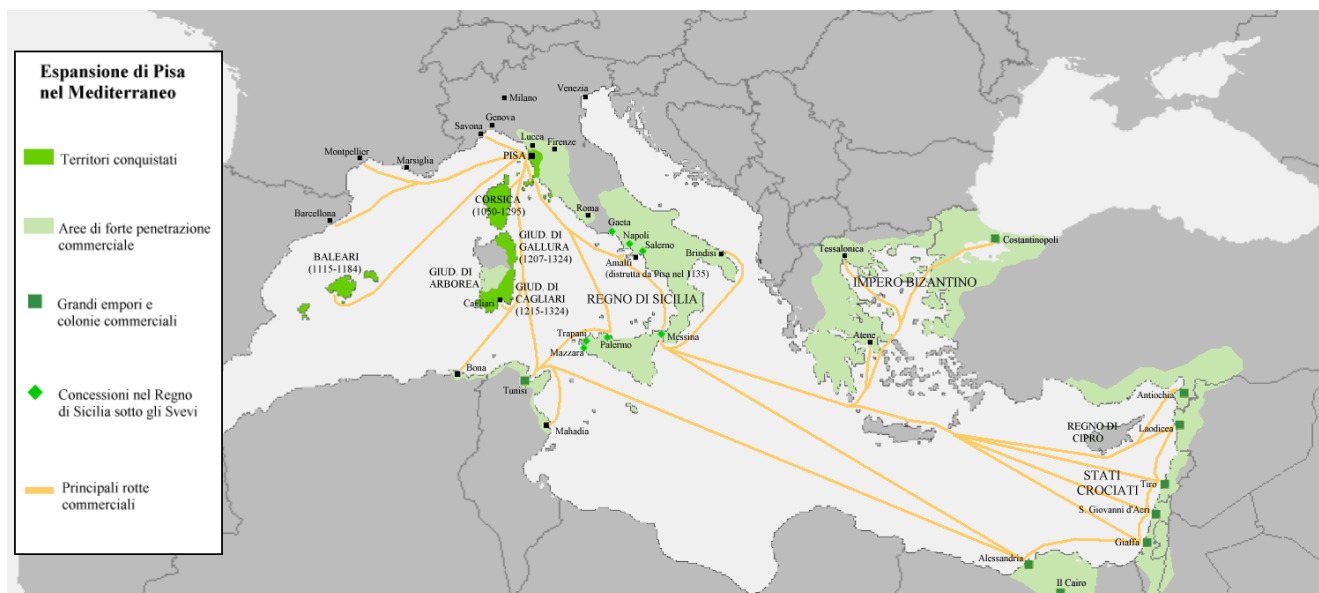 Espansione di Pisa
nel Mediterraneo
Territori conquistati
Aree di forte penetrazione
commerciale
Grandi empori e
colonie commerciali
Concessioni nel Regno
di Sicilia sotto gli Svevi
Principali rotte
commerciali
Venezia
Milano
Genova
Savona
Lucca
Firenze
PISA
Montpellier
Marsiglia
Barcellona
CORSICA
(1050-1295)
Roma
Gaeta
Napoli
Salerno
Brindisi
Amalfi
(distrutta da Pisa nel 1135)
GIUD. DI
GALLURA
(1207-1324)
BALEARI
(1115-1184)
GIUD. DI
ARBOREA
GIUD. DI
CAGLIARI
(1215-1324)
Cagliari
REGNO DI SICILIA
Trapani
Palermo
Mazzara
Messina
Bona
Tunisi
Mahadia
Tessalonica
Costantinopoli
IMPERO BIZANTINO
Atene
Antiochia
REGNO DI
CIPRO
Laodicea
STATI
CROCIATI
Tiro
S. Giovanni d'Acri
Giaffa
Alessandria
Il Cairo